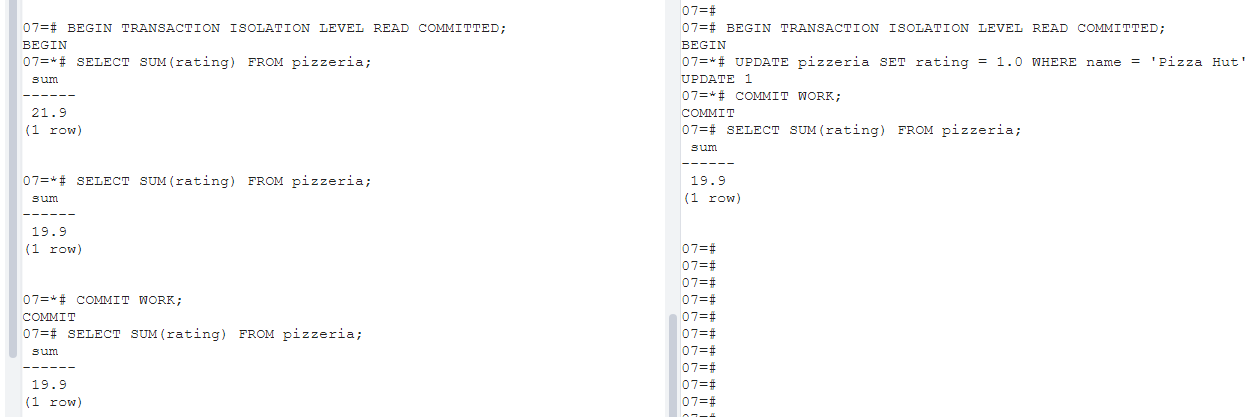 07=# BEGIN TRANSACTION ISOLATION LEVEL READ COMMITTED;
BEGIN
07=*# SELECT SUM(rating) FROM pizzeria;
sum
------
21.9
(1 row)
07=*# SELECT SUM(rating) FROM pizzeria;
sum
------
19.9
(1 row)
07=*# COMMIT WORK;
COMMIT
07=# SELECT SUM(rating) FROM pizzeria;
sum
------
19.9
(1 row)
07=#
07=# BEGIN TRANSACTION ISOLATION LEVEL READ COMMITTED;
BEGIN
07=*# UPDATE pizzeria SET rating = 1.0 WHERE name = 'Pizza Hut'
UPDATE 1
07=*# COMMIT WORK;
COMMIT
07=# SELECT SUM(rating) FROM pizzeria;
sum
------
19.9
(1 row)
07=#
07=#
07=#
07=#
07=#
07=#
07=#
07=#
07=#
07=#